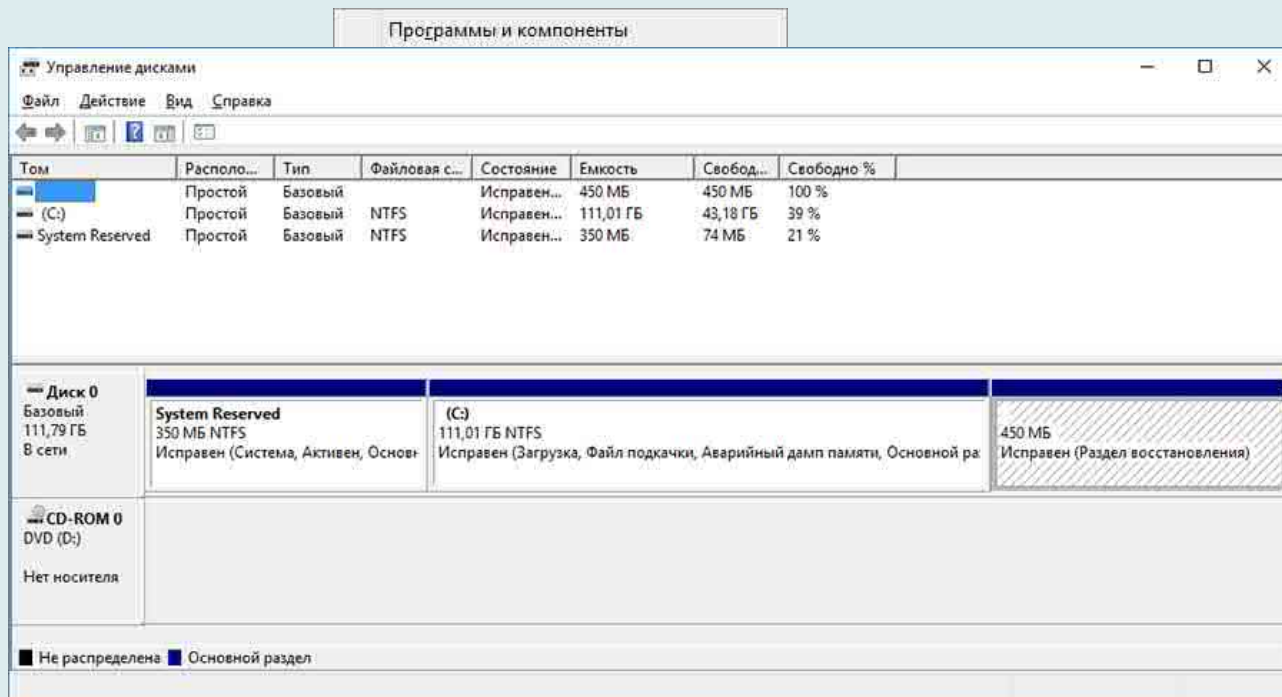 Программы и компоненты
Управление дисками
Файл Действие Вид Справка
Том Располо... Тип Файловая с... Состояние Емкость Свобод... Свободно %
Простой Базовый Исправен... 450 МБ 450 МБ 100 %
(C:) Простой Базовый NTFS Исправен... 111,01 ГБ 43,18 ГБ 39 %
System Reserved Простой Базовый NTFS Исправен... 350 МБ 74 МБ 21 %
Диск 0
Базовый
111,79 ГБ
В сети
System Reserved
350 МБ NTFS
Исправен (Система, Активен, Основн
(C:)
111,01 ГБ NTFS
Исправен (Загрузка, Файл подкачки, Аварийный дамп памяти, Основной ра
450 МБ
Исправен (Раздел восстановления)
CD-ROM 0
DVD (D:)
Нет носителя
Не распределена Основной раздел